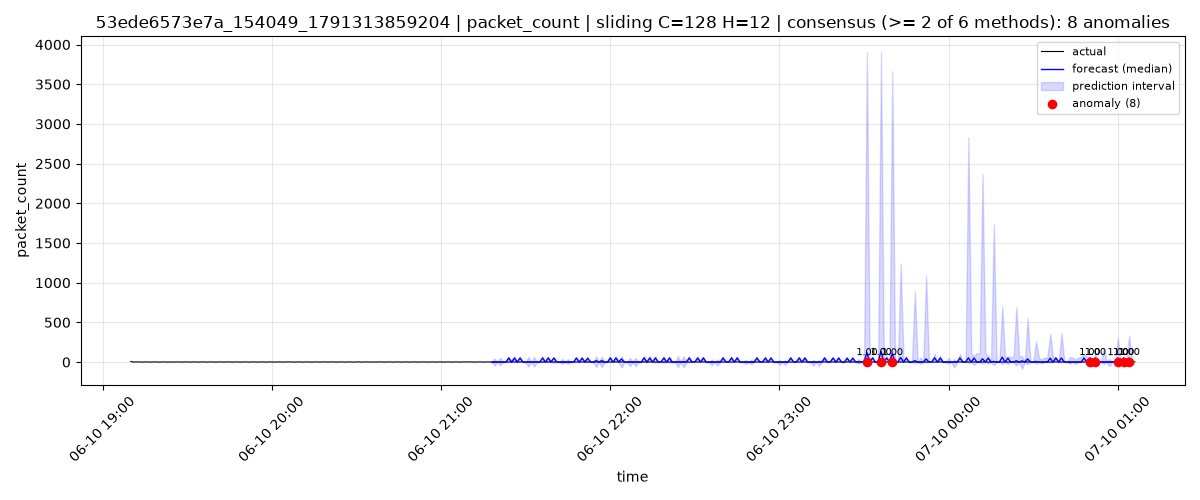 53ede6573e7a_154049_1791313859204 | packet_count | sliding C=128 H=12 | consensus (>= 2 of 6 methods): 8 anomalies
actual
forecast (median)
prediction interval
anomaly (8)
packet_count
4000
3500
3000
2500
2000
1500
1000
500
0
06-10 19:00
06-10 20:00
06-10 21:00
06-10 22:00
06-10 23:00
07-10 00:00
07-10 01:00
time